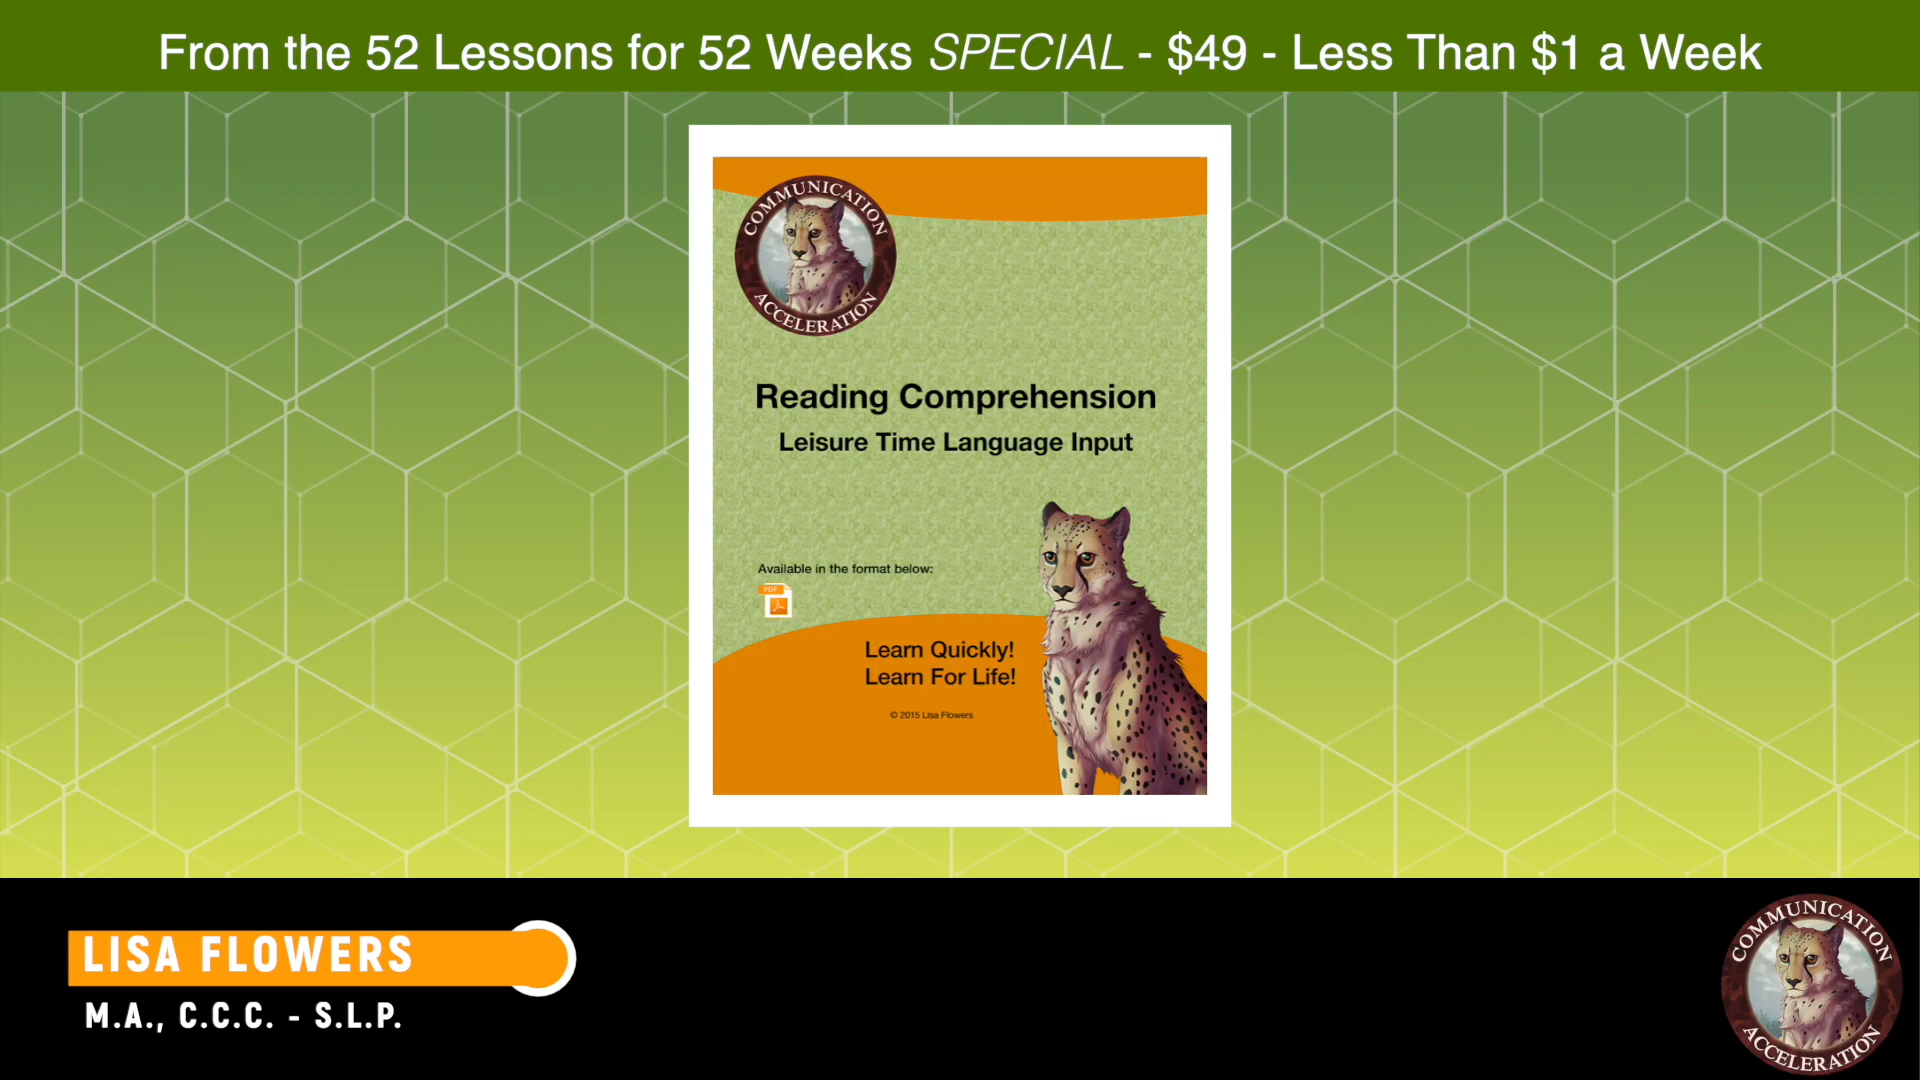 From the 52 Lessons for 52 Weeks SPECIAL - $49 - Less Than $1 a Week
COMMUNICATION
ACCELERATION
Reading Comprehension
Leisure Time Language Input
Available in the format below:
PDF
Learn Quickly!
Learn For Life!
© 2015 Lisa Flowers
LISA FLOWERS
M.A., C.C.C. - S.L.P.
COMMUNICATION
ACCELERATION